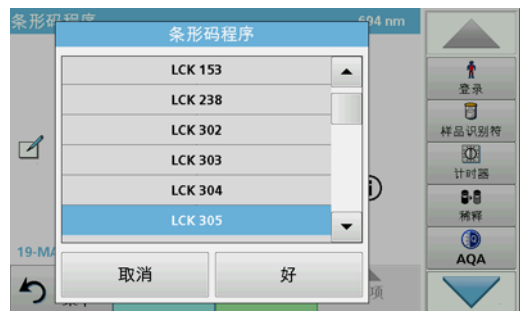 条形码程序
694 nm
条形码程序
LCK 153
LCK 238
LCK 302
LCK 303
LCK 304
LCK 305
取消
好
登录
样品识别符
计时器
稀释
AQA
19-MA
项